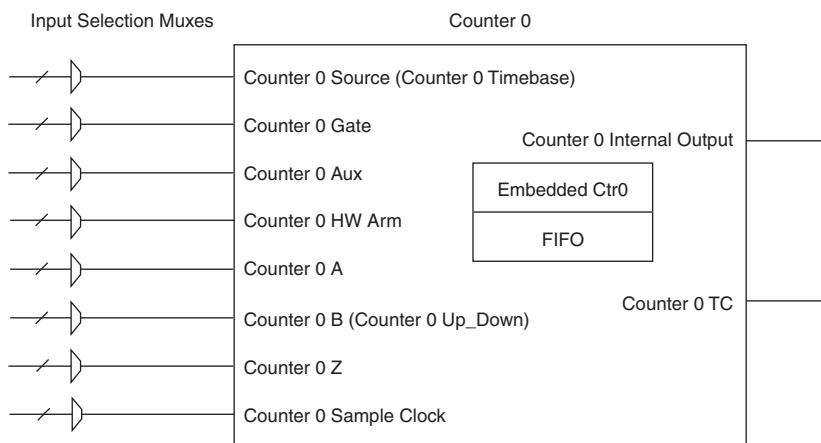 Input Selection Muxes
Counter 0
Counter 0 Source (Counter 0 Timebase)
Counter 0 Gate
Counter 0 Internal Output
Counter 0 Aux
Embedded Ctr0
Counter 0 HW Arm
FIFO
Counter 0 A
Counter 0 TC
Counter 0 B (Counter 0 Up_Down)
Counter 0 Z
Counter 0 Sample Clock